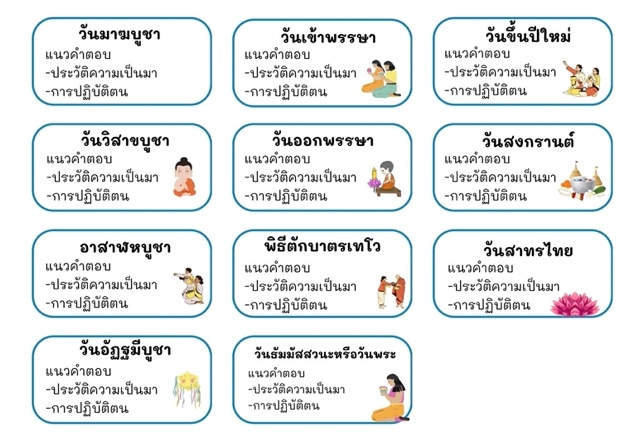 วันมาฆบูชา
แนวคำตอบ
-ประวัติความเป็นมา
-การปฏิบัติตน
วันเข้าพรรษา
แนวคำตอบ
-ประวัติความเป็นมา
-การปฏิบัติตน
วันขึ้นปีใหม่
แนวคำตอบ
-ประวัติความเป็นมา
-การปฏิบัติตน
วันวิสาขบูชา
แนวคำตอบ
-ประวัติความเป็นมา
-การปฏิบัติตน
วันออกพรรษา
แนวคำตอบ
-ประวัติความเป็นมา
-การปฏิบัติตน
วันสงกรานต์
แนวคำตอบ
-ประวัติความเป็นมา
-การปฏิบัติตน
อาสาฬหบูชา
แนวคำตอบ
-ประวัติความเป็นมา
-การปฏิบัติตน
พิธีตักบาตรเทโว
แนวคำตอบ
-ประวัติความเป็นมา
-การปฏิบัติตน
วันสาทรไทย
แนวคำตอบ
-ประวัติความเป็นมา
-การปฏิบัติตน
วันอัฏฐมีบูชา
แนวคำตอบ
-ประวัติความเป็นมา
-การปฏิบัติตน
วันธัมมัสสวนะหรือวันพระ
แนวคำตอบ
-ประวัติความเป็นมา
-การปฏิบัติตน